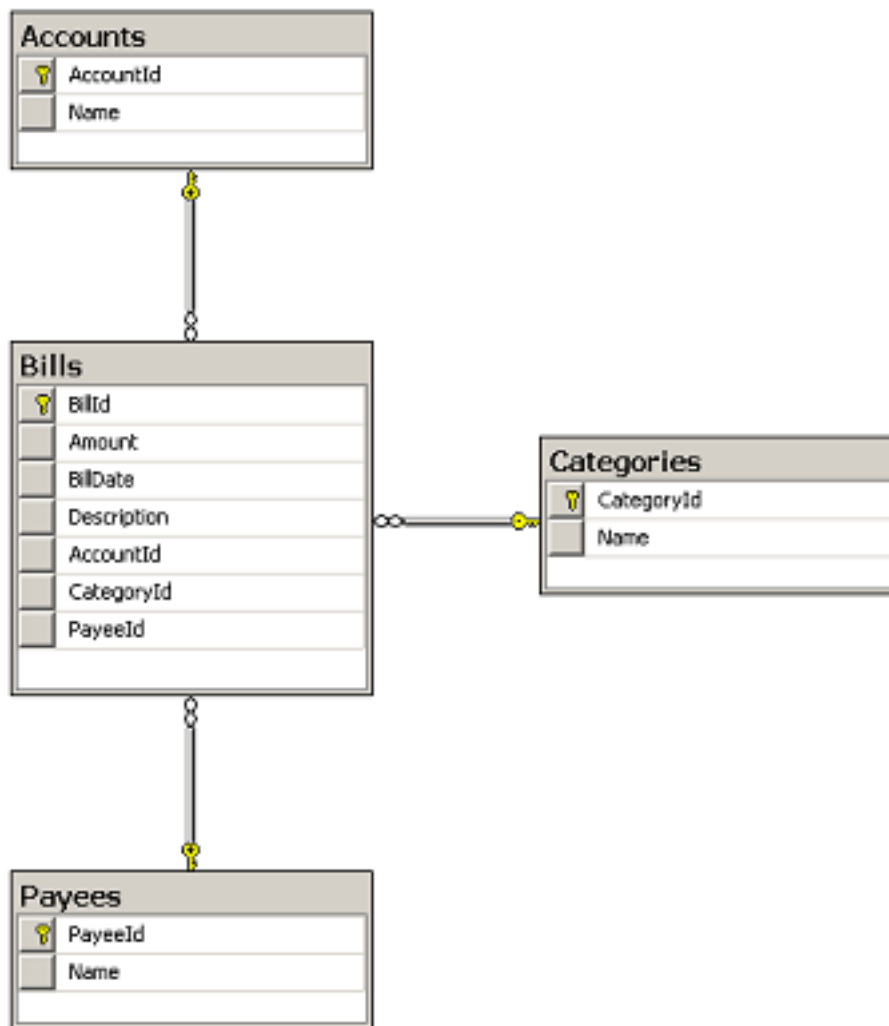 Accounts
AccountId
Name
Bills
BillId
Amount
BillDate
Description
AccountId
CategoryId
PayeeId
Categories
CategoryId
Name
Payees
PayeeId
Name